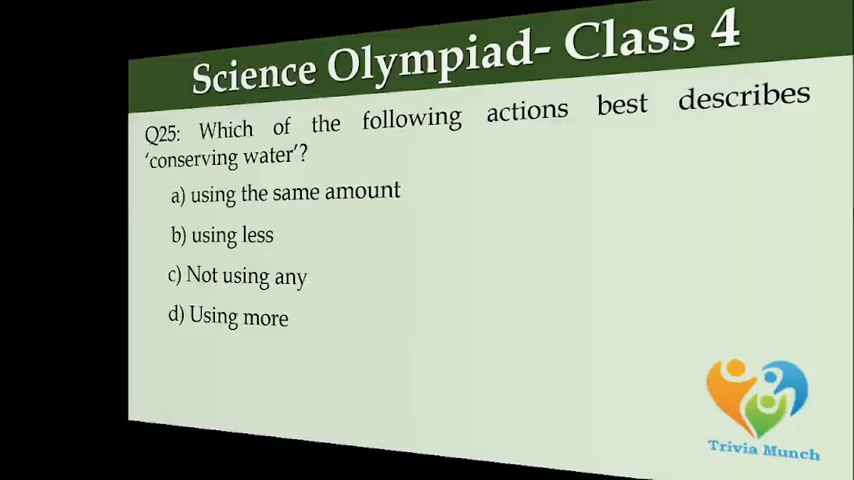 Science Olympiad- Class 4
Q25: Which of the following actions best describes
‘conserving water’?
a) using the same amount
b) using less
c) Not using any
d) Using more
Trivia Munch